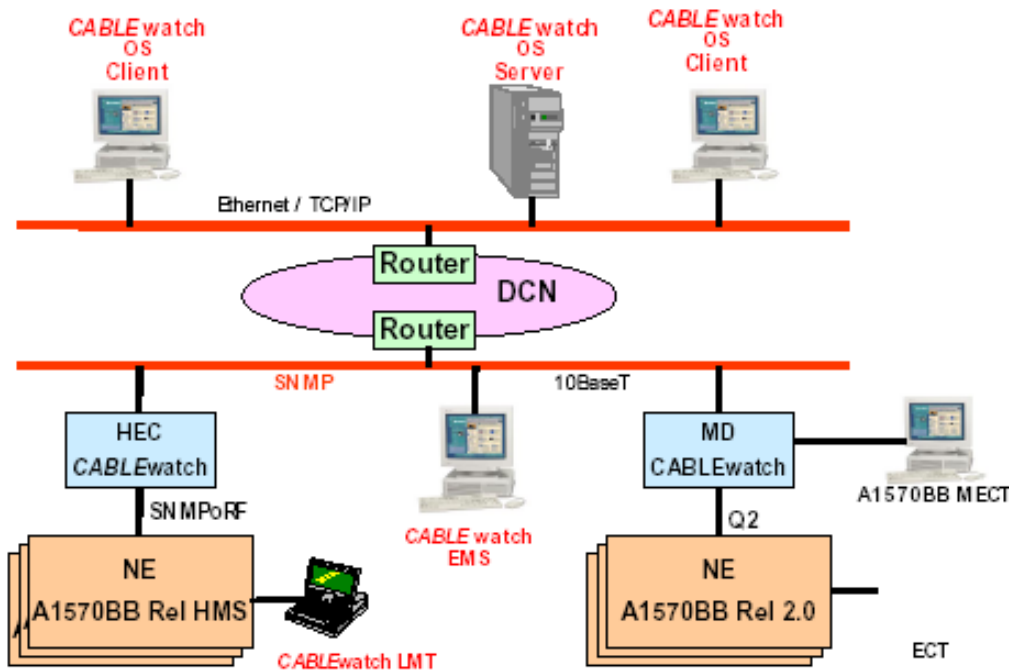 CABLE watch
OS
Client
CABLE watch
OS
Server
CABLE watch
OS
Client
Ethernet / TCP/IP
Router
DCN
Router
SNMP
10BaseT
HEC
CABLEwatch
MD
CABLEwatch
A1570BB MECT
SNMPoRF
CABLE watch
EMS
Q2
NE
A1570BB Rel HMS
NE
A1570BB Rel 2.0
CABLEwatch LMT
ECT